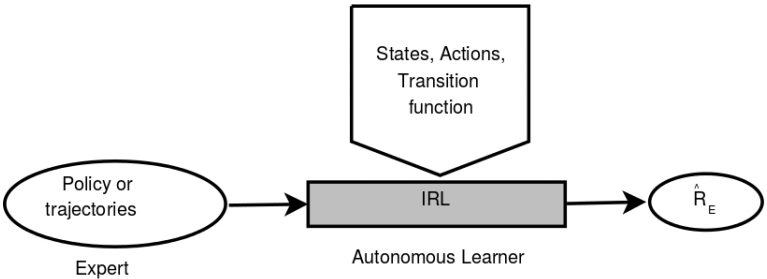 States, Actions,
Transition
function
Policy or
trajectories
IRL
R̂ E
Autonomous Learner
Expert